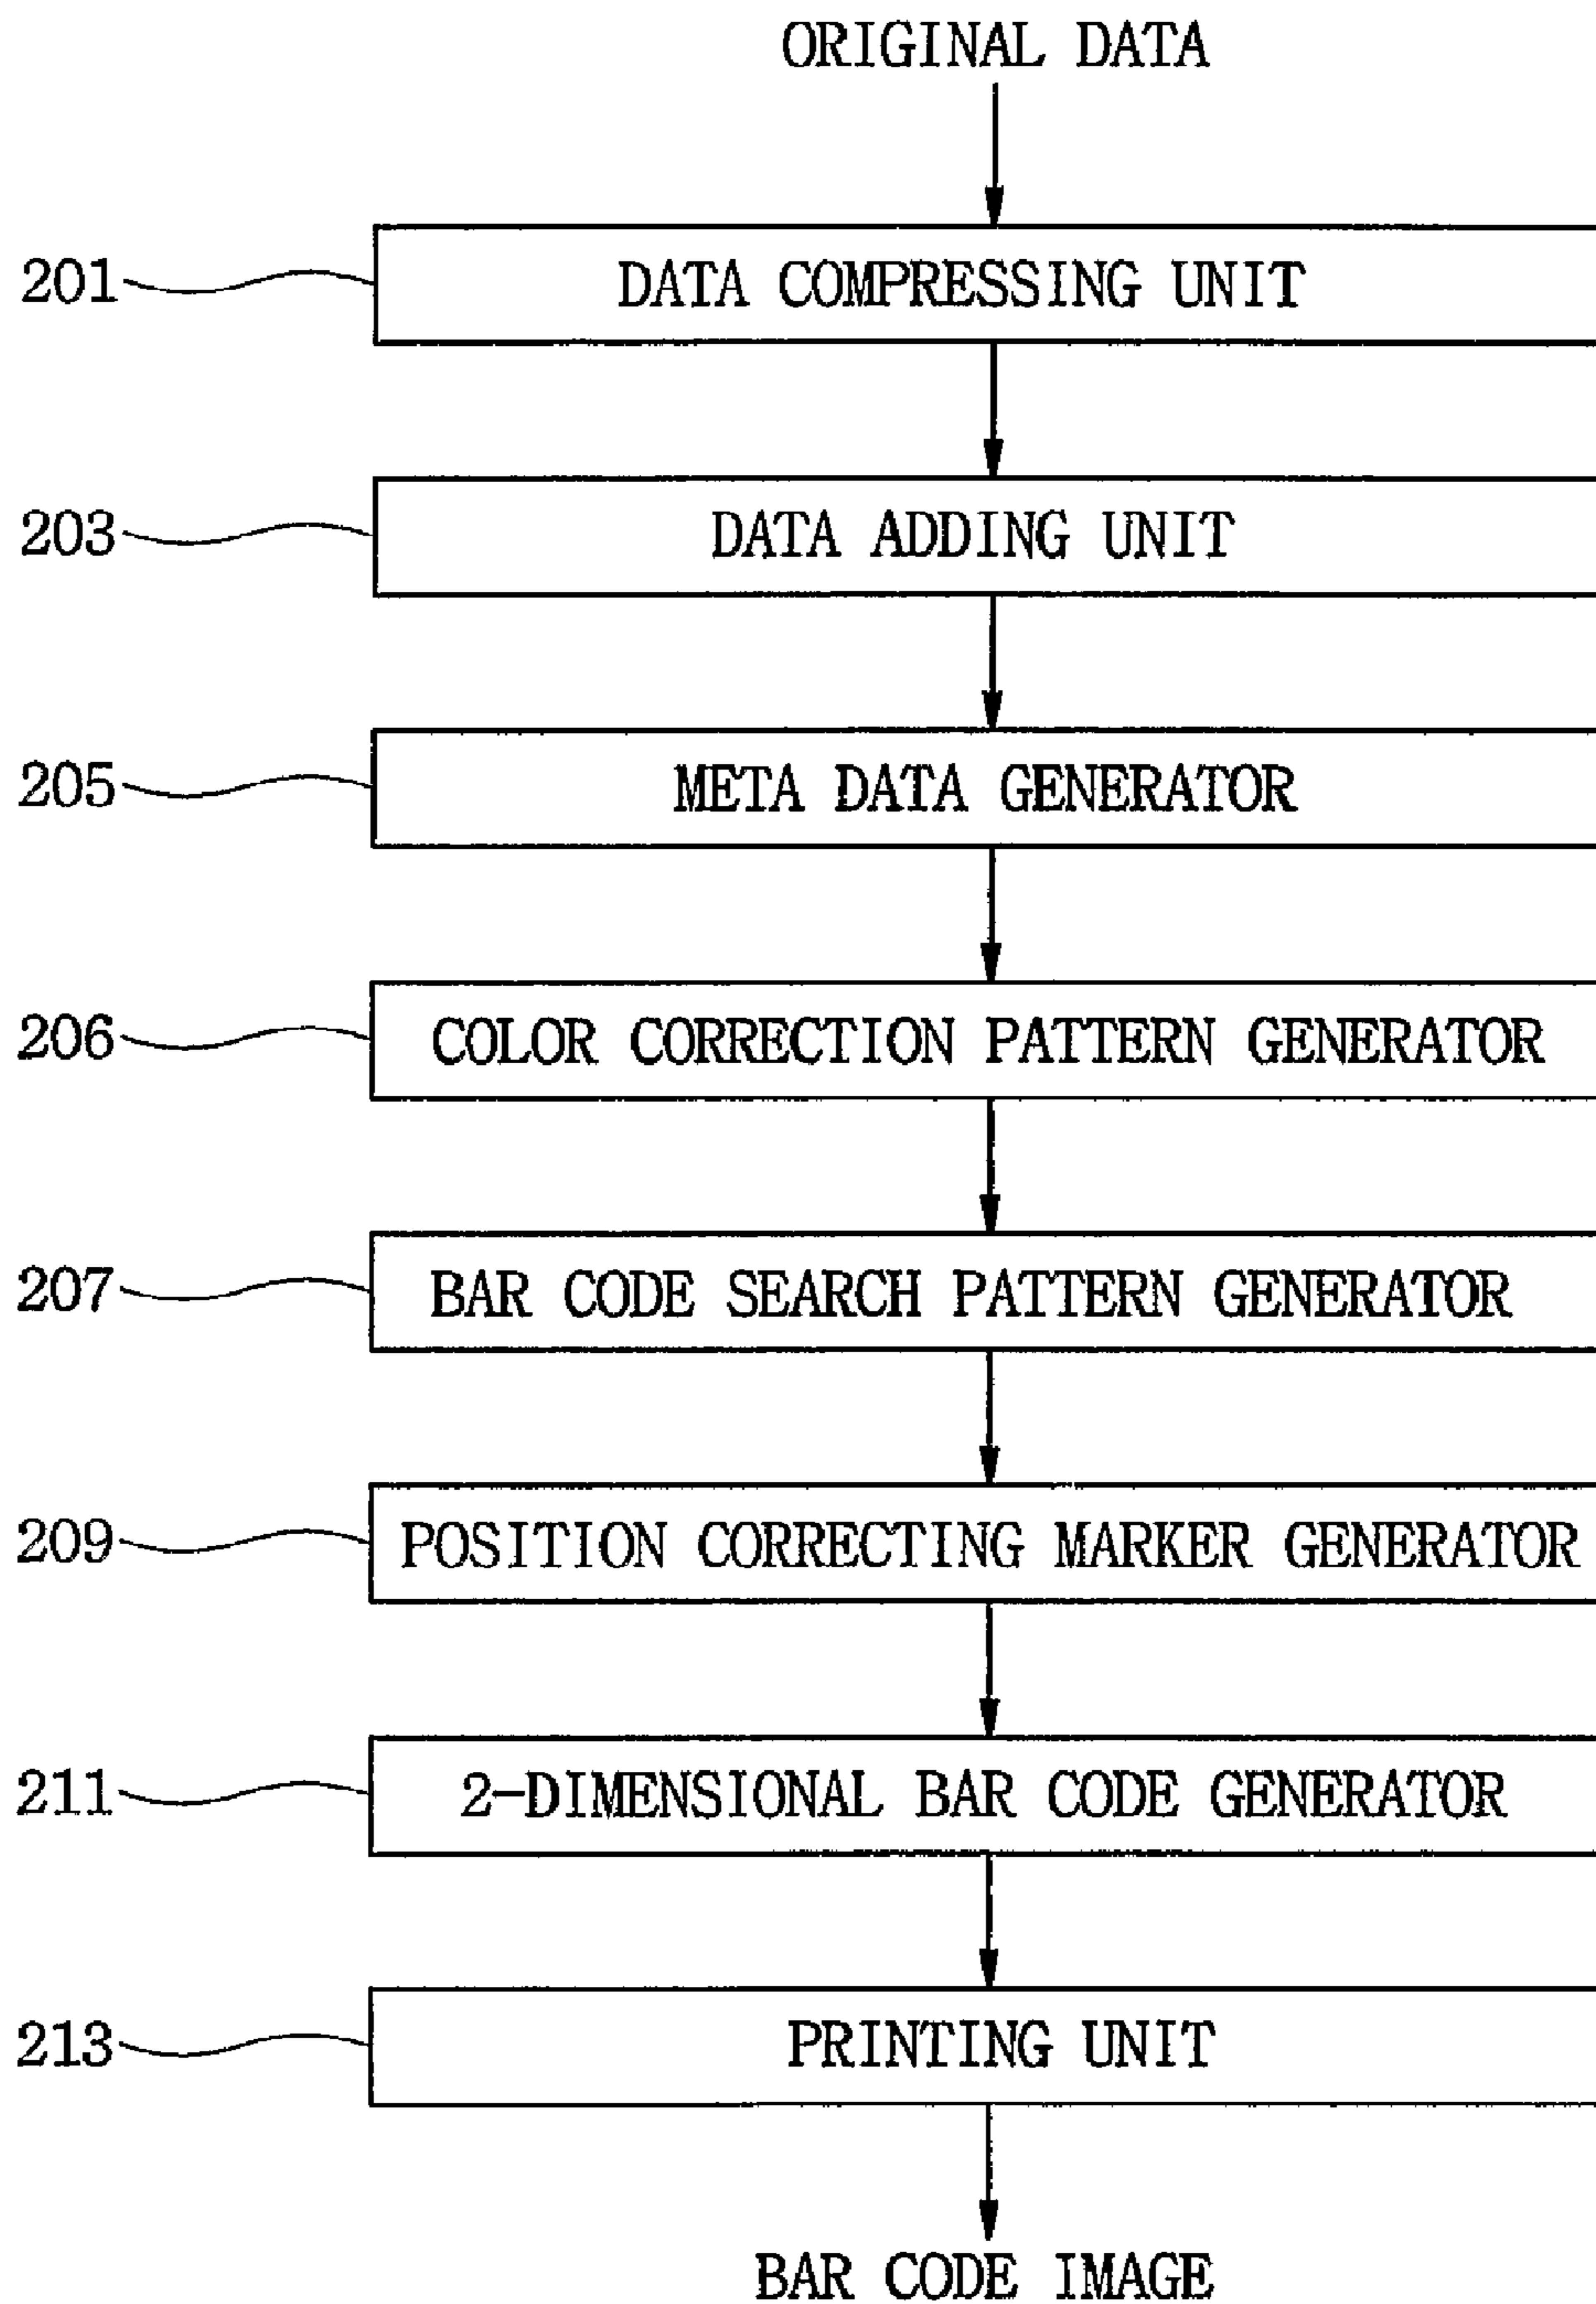 ORIGINAL DATA
201 DATA COMPRESSING UNIT
203 DATA ADDING UNIT
205 META DATA GENERATOR
206 COLOR CORRECTION PATTERN GENERATOR
207 BAR CODE SEARCH PATTERN GENERATOR
209 POSITION CORRECTING MARKER GENERATOR
211 2-DIMENSIONAL BAR CODE GENERATOR
213 PRINTING UNIT
BAR CODE IMAGE